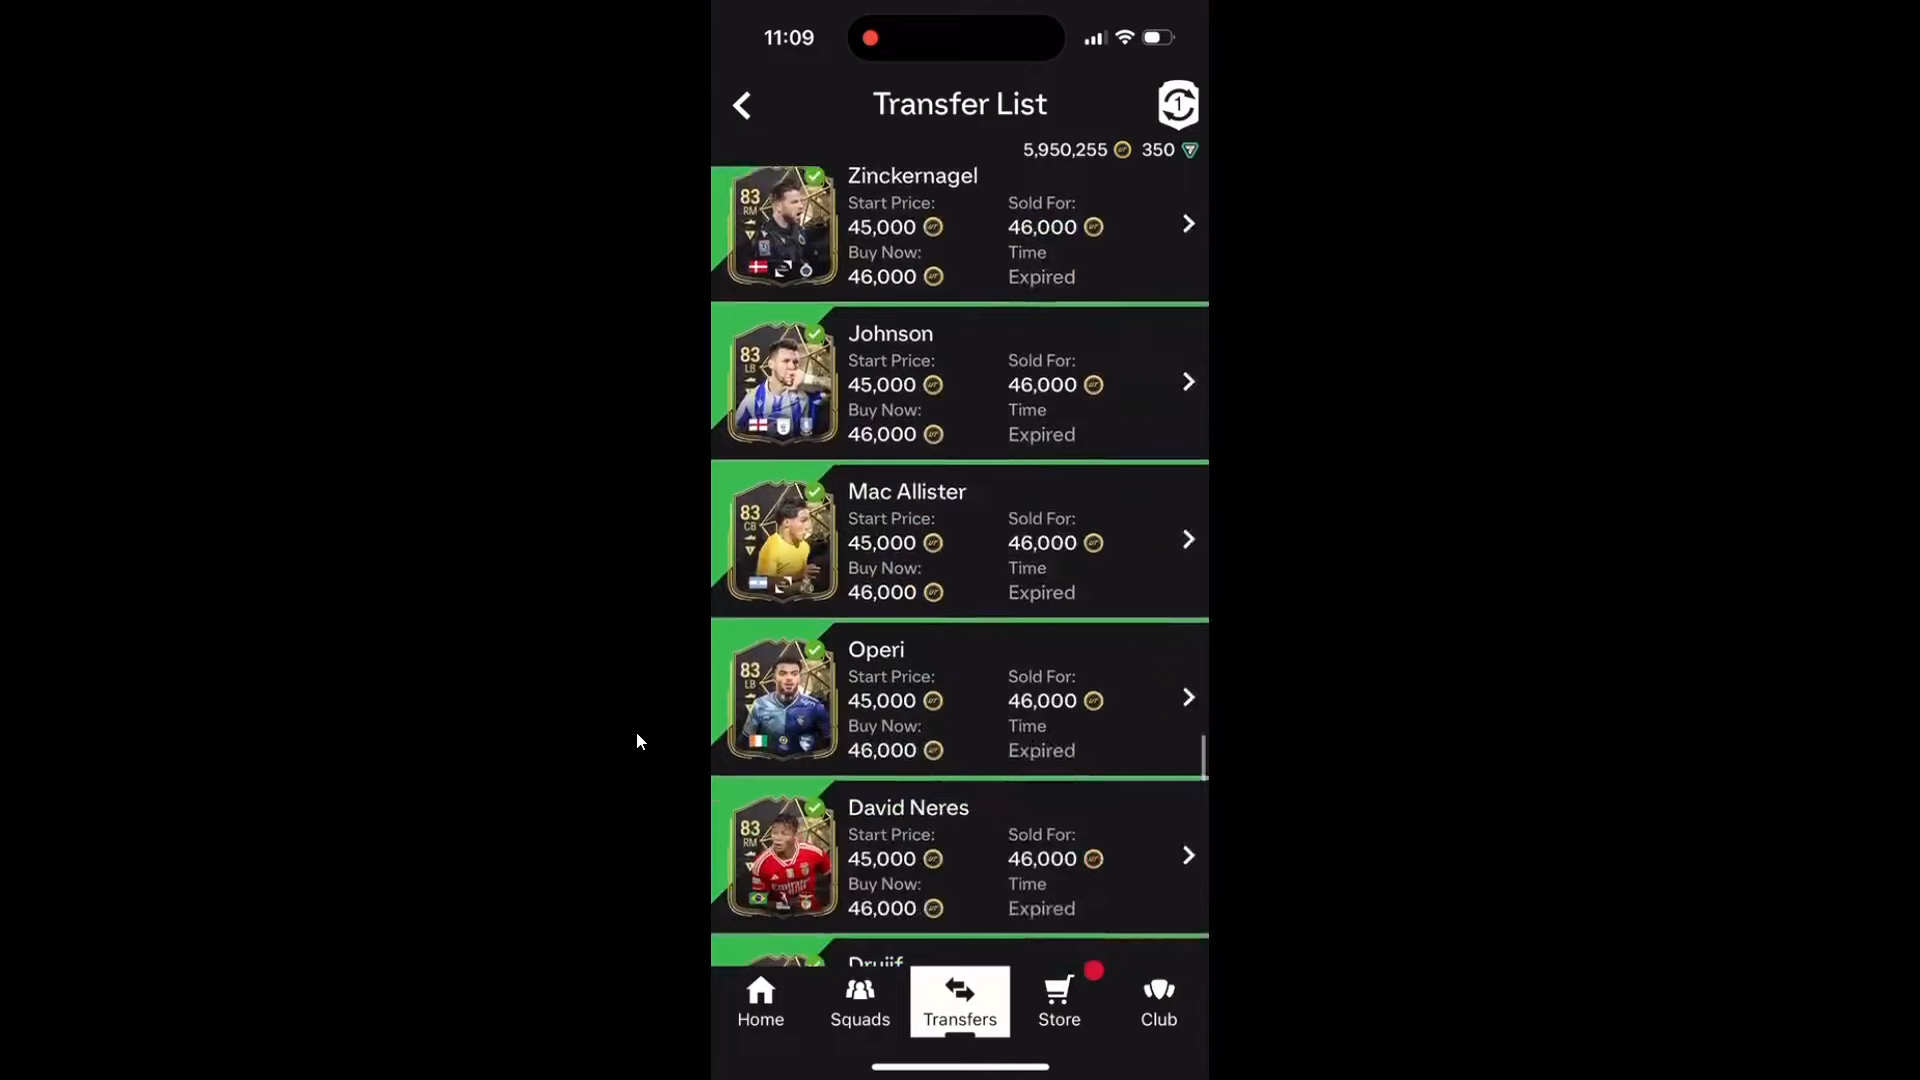 11:09
Transfer List
1
5,950,255 350
Zinckernagel
83
RM
Start Price: Sold For:
45,000 46,000
Buy Now: Time
46,000 Expired
Johnson
83
LB
Start Price: Sold For:
45,000 46,000
Buy Now: Time
46,000 Expired
Mac Allister
83
CB
Start Price: Sold For:
45,000 46,000
Buy Now: Time
46,000 Expired
Operi
83
LB
Start Price: Sold For:
45,000 46,000
Buy Now: Time
46,000 Expired
David Neres
83
RM
Start Price: Sold For:
45,000 46,000
Buy Now: Time
46,000 Expired
Home Squads Transfers Store Club